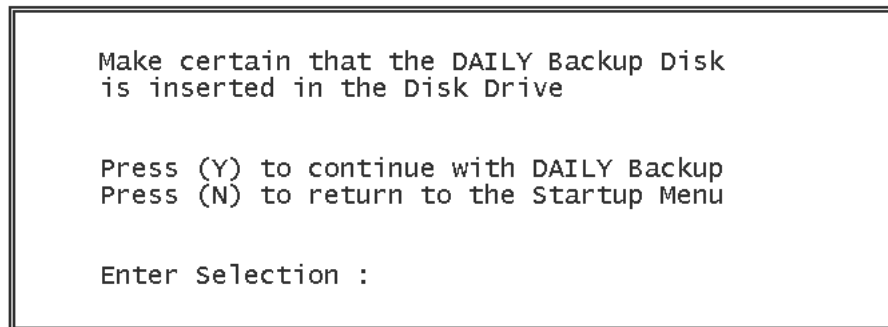 Make certain that the DAILY Backup Disk
is inserted in the Disk Drive
Press (Y) to continue with DAILY Backup
Press (N) to return to the Startup Menu
Enter Selection :